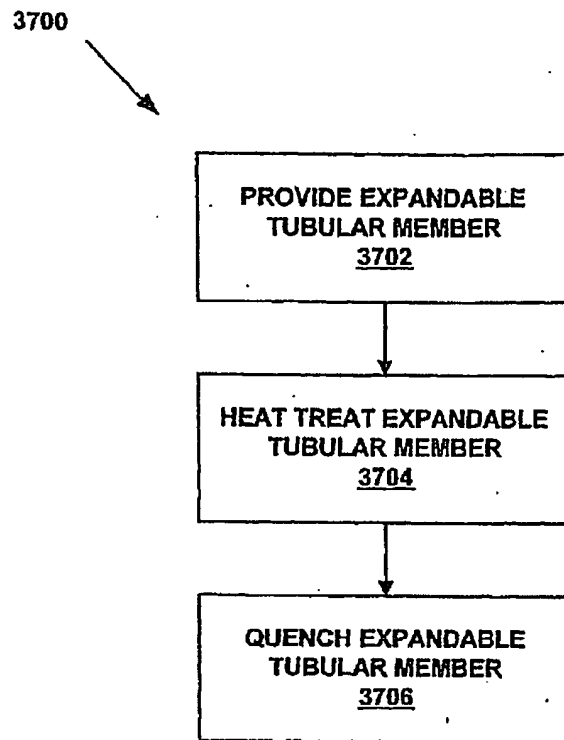 3700
PROVIDE EXPANDABLE
TUBULAR MEMBER
3702
HEAT TREAT EXPANDABLE
TUBULAR MEMBER
3704
QUENCH EXPANDABLE
TUBULAR MEMBER
3706